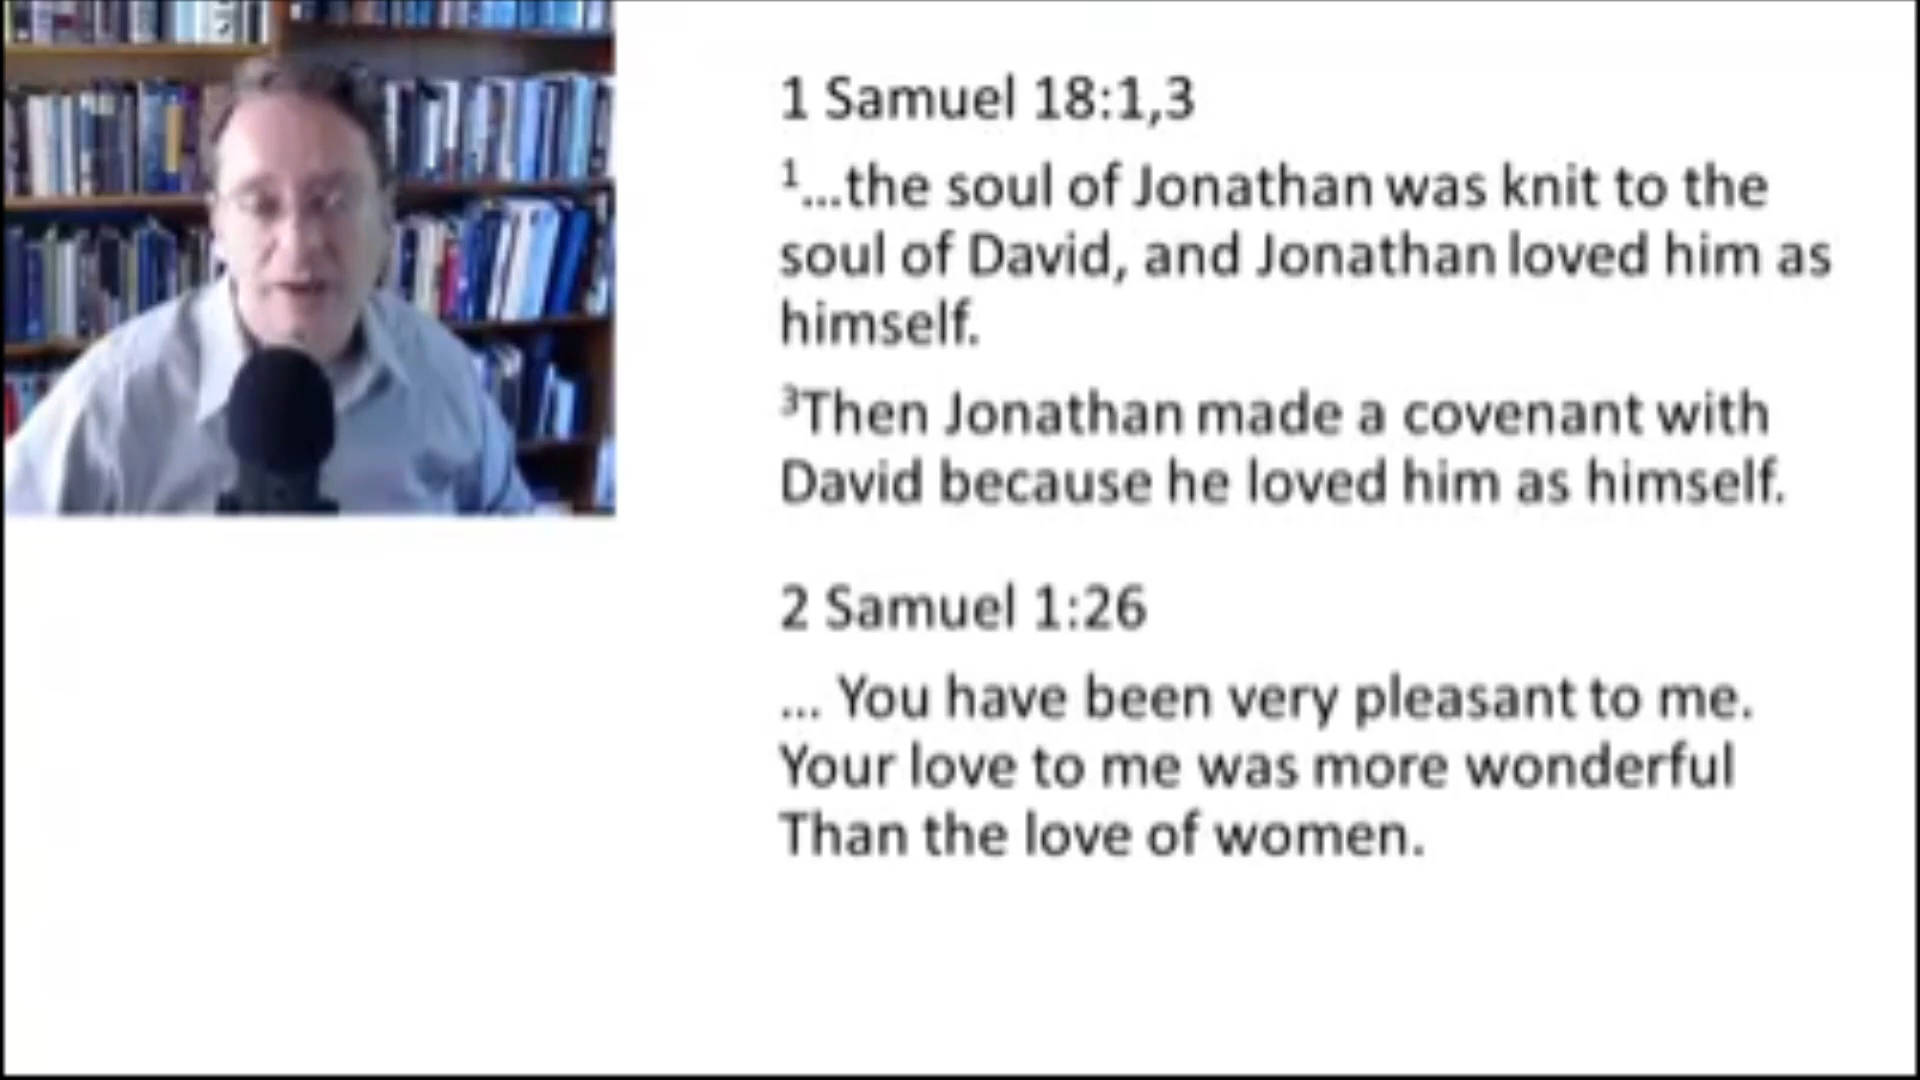 1 Samuel 18:1,3
1...the soul of Jonathan was knit to the
soul of David, and Jonathan loved him as
himself.
3Then Jonathan made a covenant with
David because he loved him as himself.
2 Samuel 1:26
... You have been very pleasant to me.
Your love to me was more wonderful
Than the love of women.